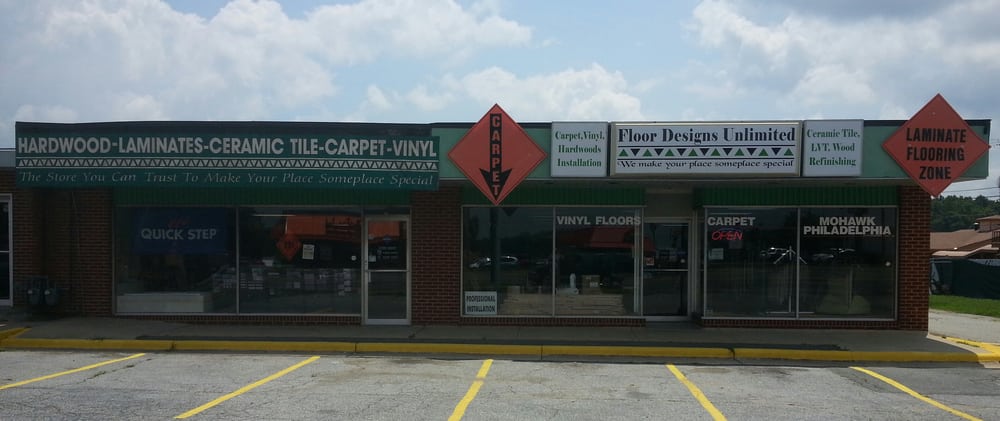 HARDWOOD-LAMINATES-CERAMIC TILE-CARPET-VINYL
The Store You Can Trust To Make Your Place Someplace Special
CARPET
Carpet, Vinyl,
Hardwoods
Installation
Floor Designs Unlimited
We make your place someplace special
Ceramic Tile,
LVT, Wood
Refinishing
LAMINATE
FLOORING
ZONE
QUICK STEP
VINYL FLOORS
CARPET
OPEN
MOHAWK
PHILADELPHIA
PROFESSIONAL
INSTALLATION